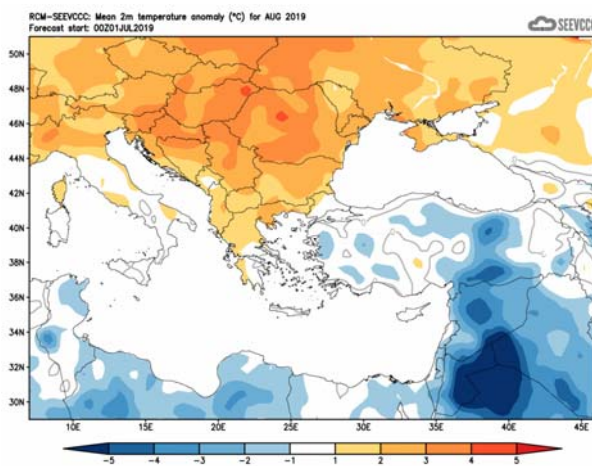 RCM-SEEVCCC: Mean 2m temperature anomaly (°C) for AUG 2019
Forecast start: 00Z01JUL2019
SEEVCCC
50N
48N
46N
44N
42N
40N
38N
36N
34N
32N
30N
10E 15E 20E 25E 30E 35E 40E 45E
-5 -4 -3 -2 -1 1 2 3 4 5